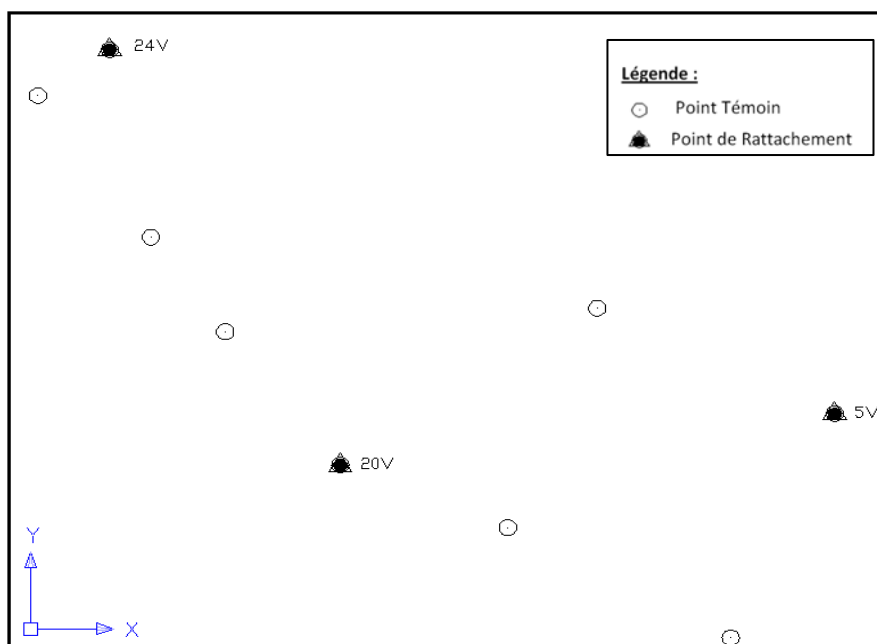 24V
Légende :
Point Témoin
Point de Rattachement
5V
20V
Y
X